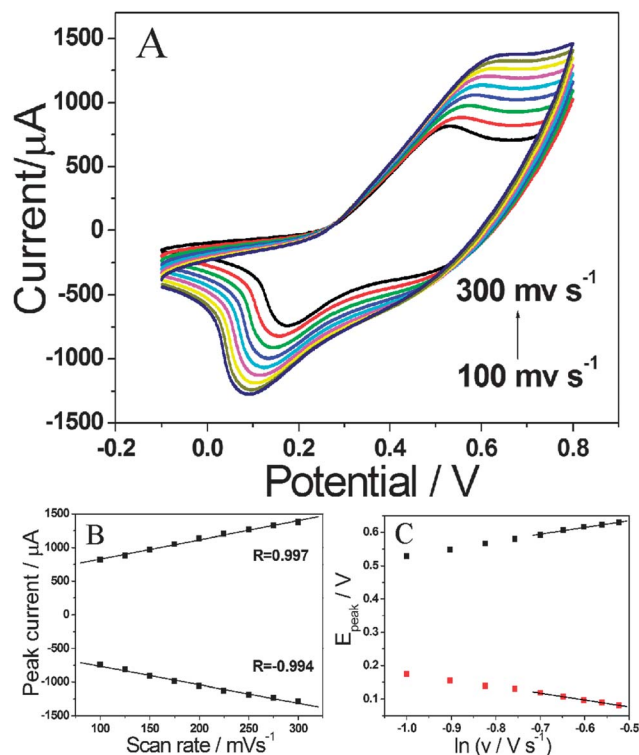 A
1500
1000
500
0
-500
-1000
-1500
Current/μA
300 mv s-1
100 mv s-1
-0.2
0.0
0.2
0.4
0.6
0.8
Potential / V
B
1500
1000
500
0
-500
-1000
-1500
Peak current / μA
R=0.997
R=-0.994
100
150
200
250
300
Scan rate / mVs-1
C
0.6
0.5
0.4
0.3
0.2
0.1
Epeak / V
-1.0
-0.9
-0.8
-0.7
-0.6
-0.5
ln (v / V s-1)